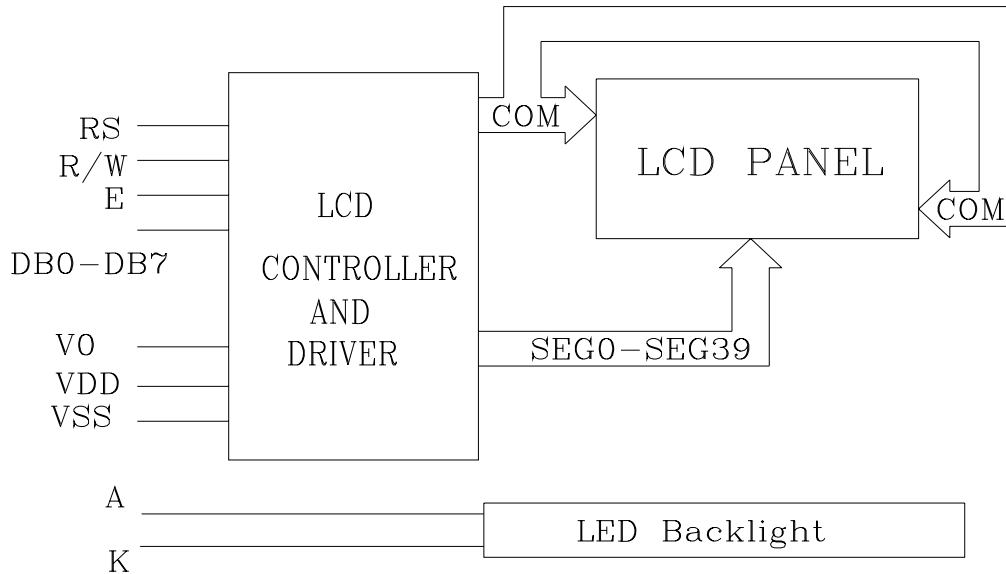 RS
R/W
E
DB0-DB7
V0
VDD
VSS
LCD
CONTROLLER
AND
DRIVER
COM
LCD PANEL
COM
SEG0-SEG39
A
K
LED Backlight